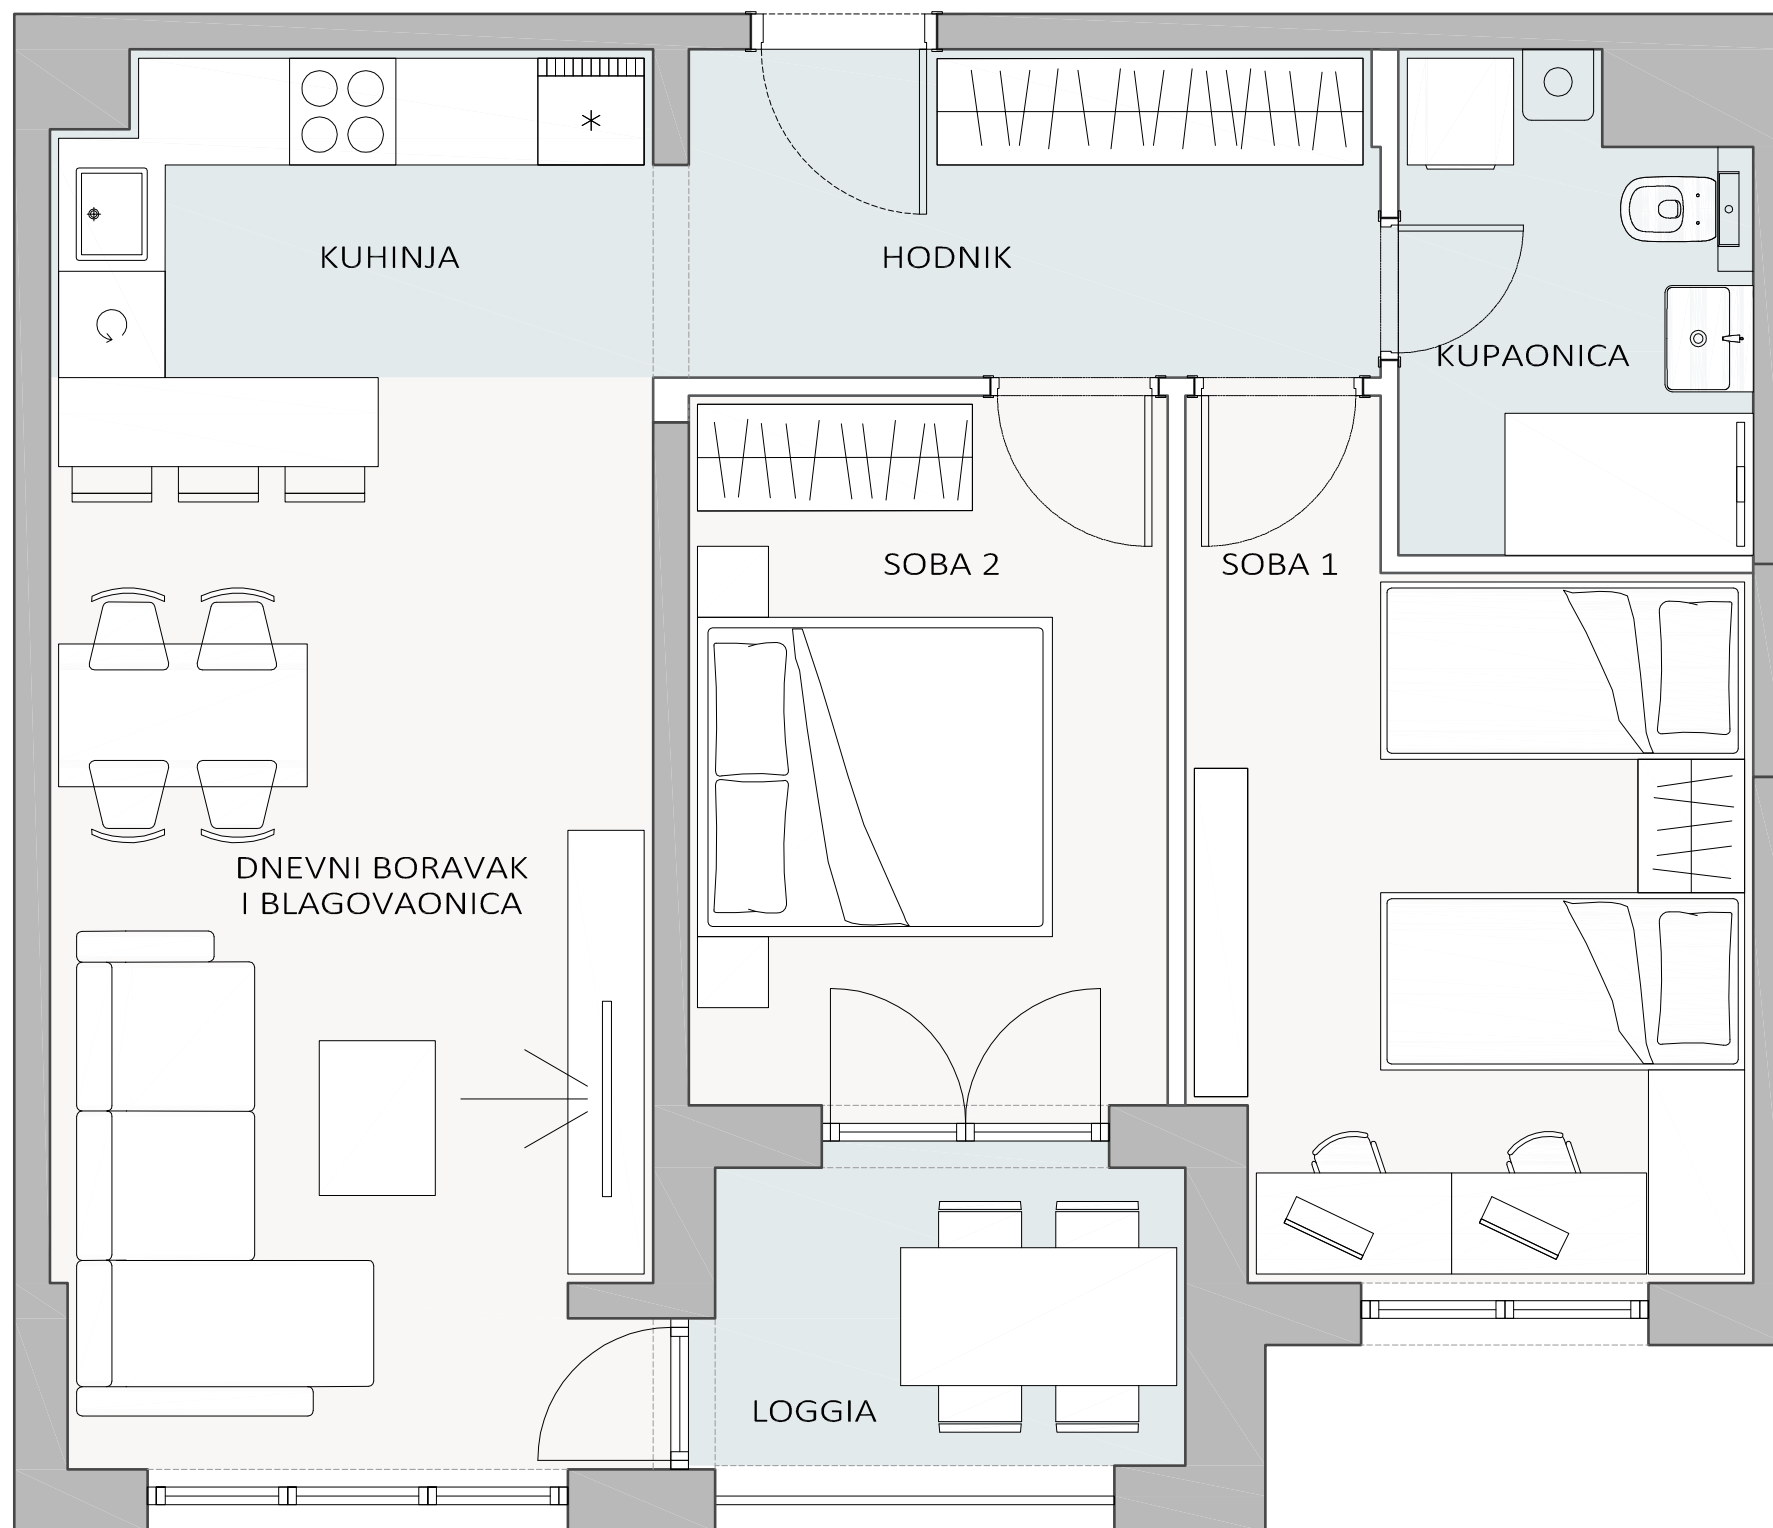 KUHINJA
HODNIK
KUPAONICA
SOBA 2
SOBA 1
DNEVNI BORAVAK
I BLAGOVAONICA
LOGGIA